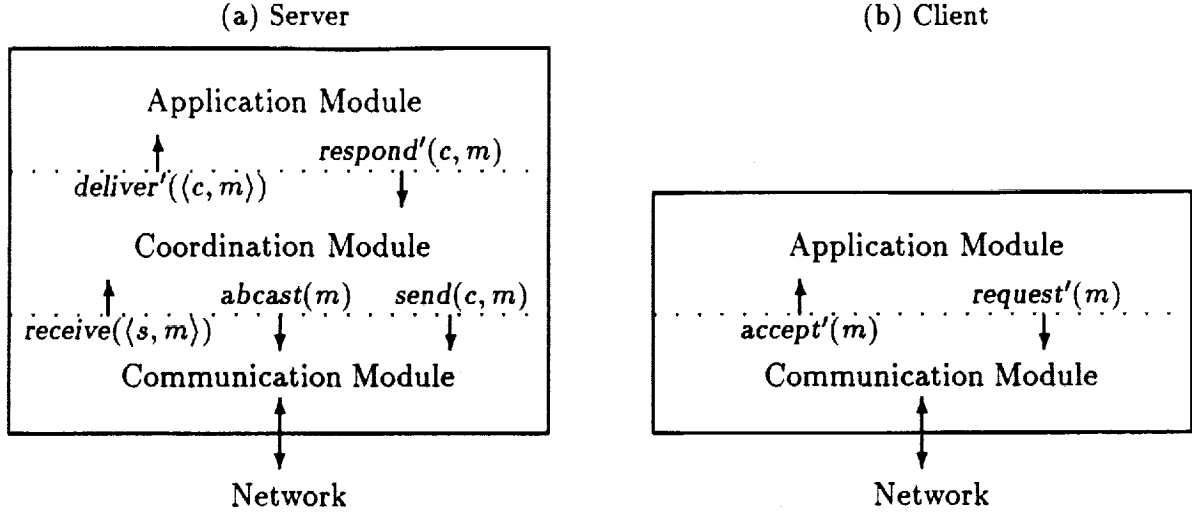 (a) Server
Application Module
respond′(c, m)
deliver′(⟨c, m⟩)
Coordination Module
abcast(m)
send(c, m)
receive(⟨s, m⟩)
Communication Module
Network
(b) Client
Application Module
request′(m)
accept′(m)
Communication Module
Network